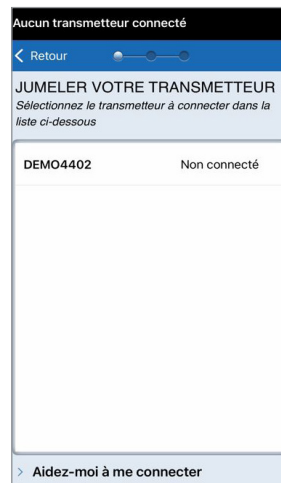 Aucun transmetteur connecté
Retour
JUMELER VOTRE TRANSMETTEUR
Sélectionnez le transmetteur à connecter dans la
liste ci-dessous
DEMO4402 Non connecté
Aidez-moi à me connecter